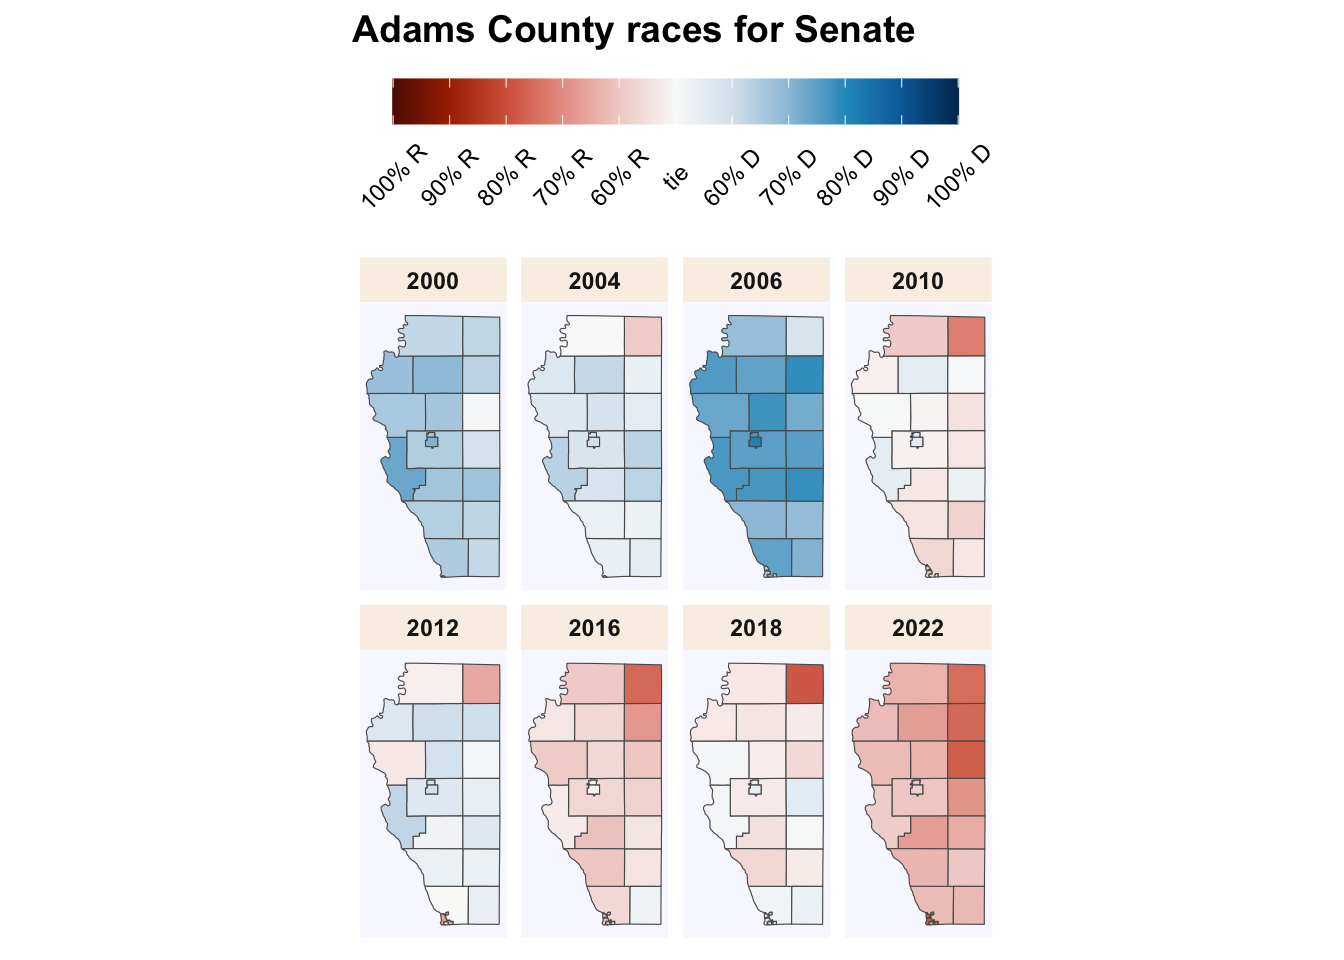 Adams County races for Senate
100% R 90% R 80% R 70% R 60% R tie 60% D 70% D 80% D 90% D 100% D
2000 2004 2006 2010
2012 2016 2018 2022